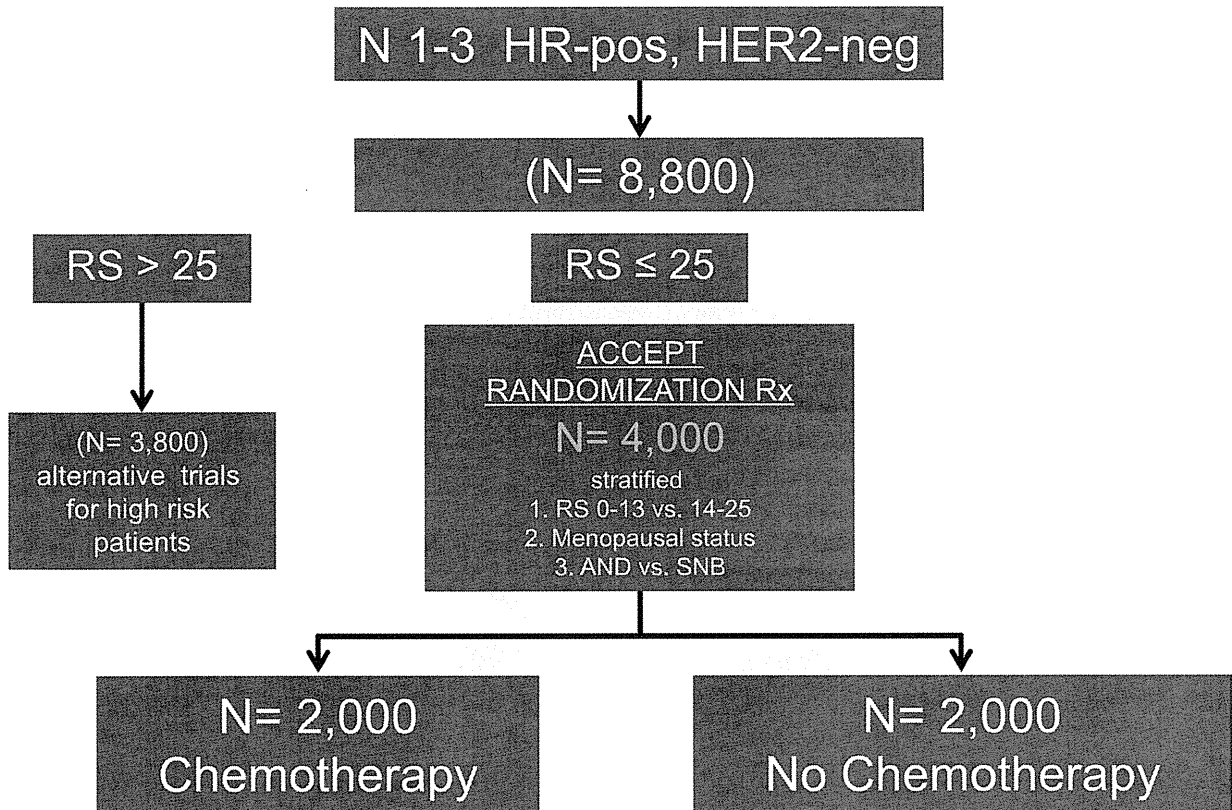 N 1-3 HR-pos, HER2-neg
(N= 8,800)
RS > 25
RS ≤ 25
(N= 3,800)
alternative trials
for high risk
patients
ACCEPT
RANDOMIZATION Rx
N= 4,000
stratified
1. RS 0-13 vs. 14-25
2. Menopausal status
3. AND vs. SNB
N= 2,000
Chemotherapy
N= 2,000
No Chemotherapy